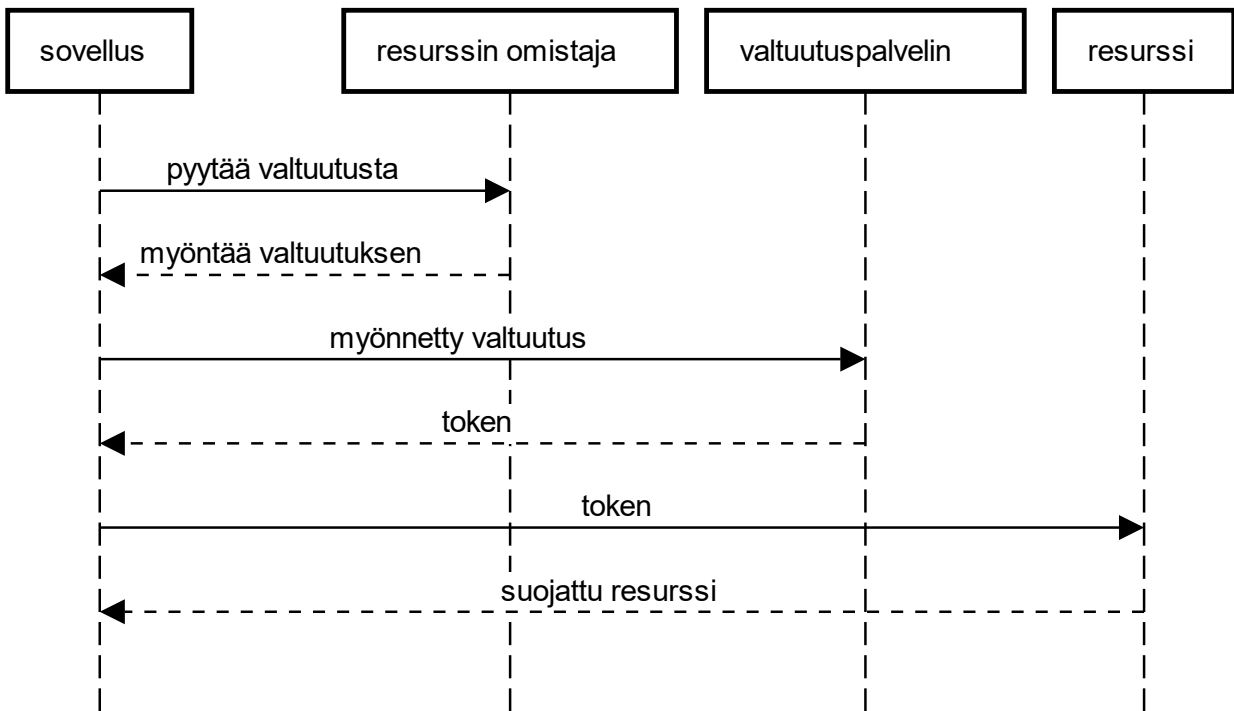 sovellus
resurssin omistaja
valtuutuspalvelin
resurssi
pyytää valtuutusta
myöntää valtuutuksen
myönnetty valtuutus
token
token
suojattu resurssi